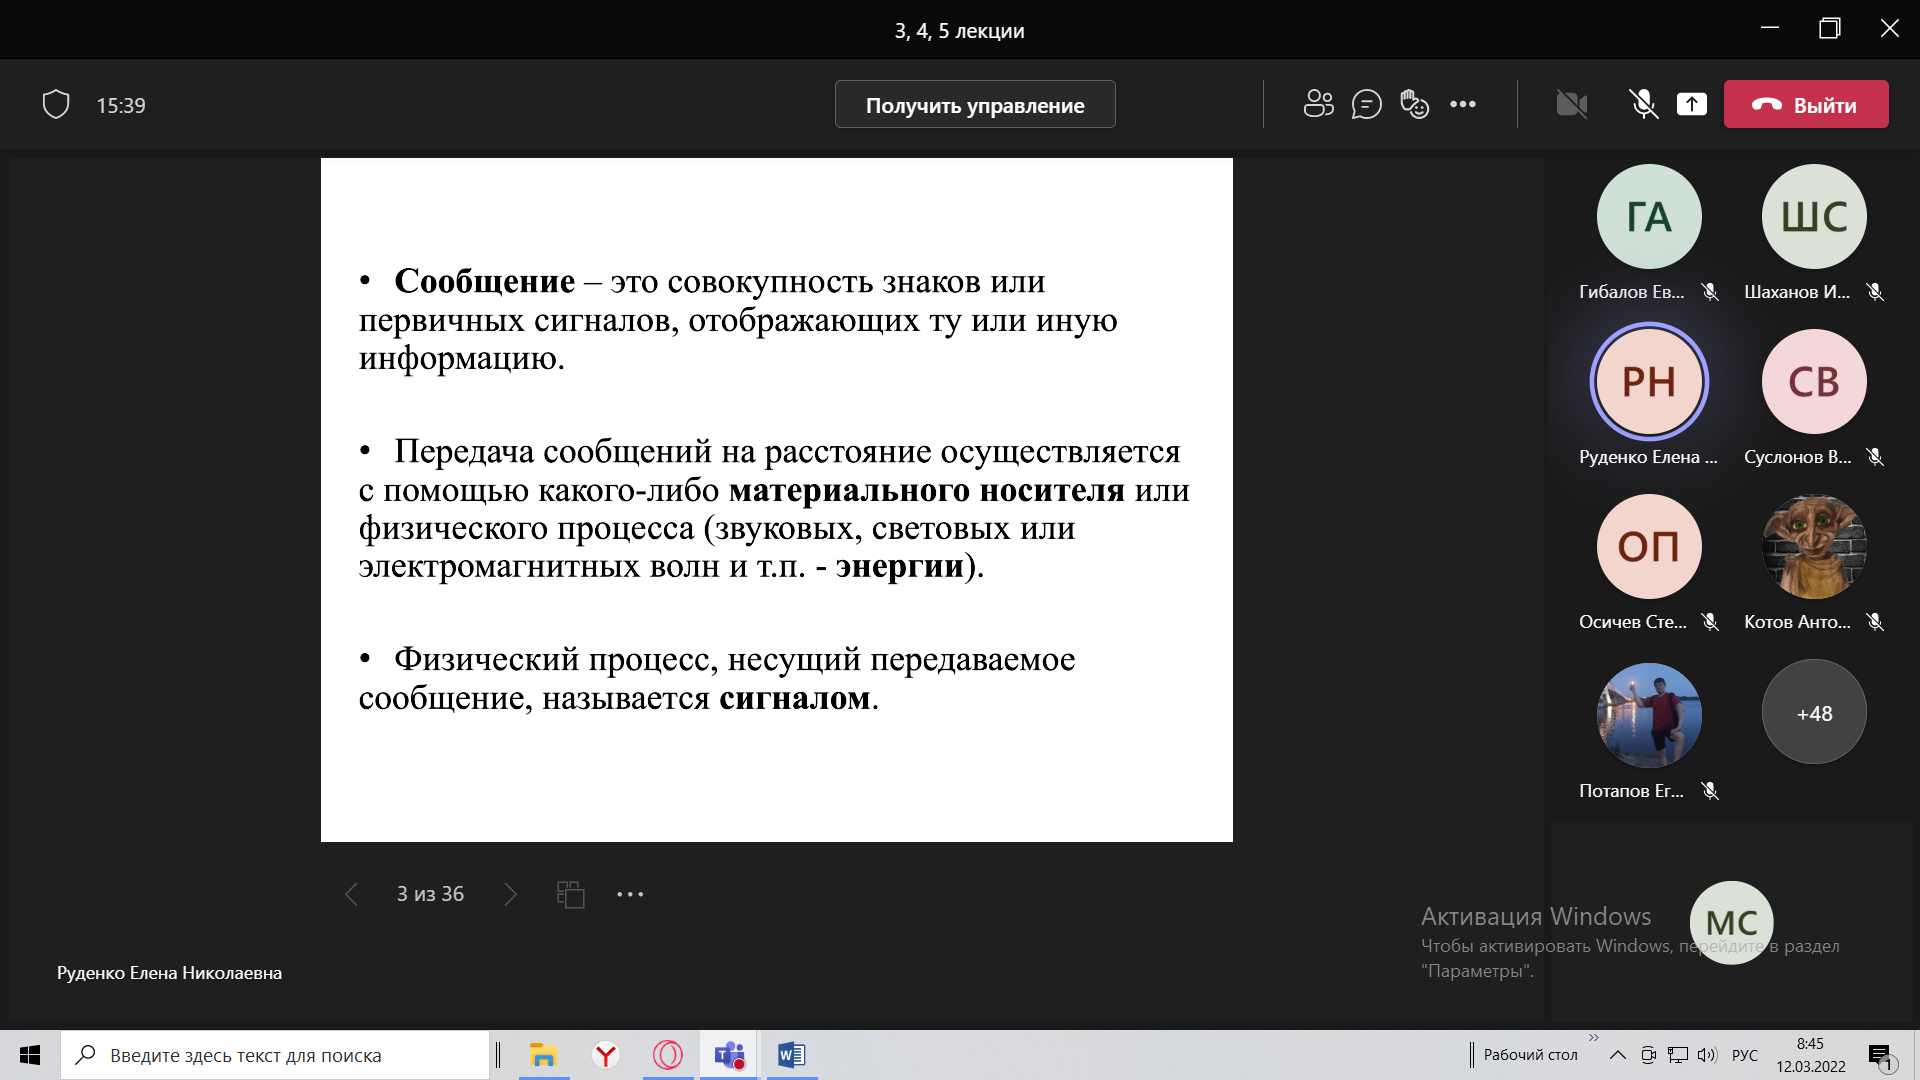 3, 4, 5 лекции
15:39
Получить управление
Выйти
• Сообщение – это совокупность знаков или
первичных сигналов, отображающих ту или иную
информацию.
• Передача сообщений на расстояние осуществляется
с помощью какого-либо материального носителя или
физического процесса (звуковых, световых или
электромагнитных волн и т.п. - энергии).
• Физический процесс, несущий передаваемое
сообщение, называется сигналом.
ГА
ШС
Гибалов Ев...
Шаханов И...
РН
СВ
Руденко Елена ...
Суслонов В...
ОП
Осичев Сте...
Котов Анто...
+48
Потапов Ег...
3 из 36
Руденко Елена Николаевна
МС
Активация Windows
Чтобы активировать Windows, перейдите в раздел
"Параметры".
Введите здесь текст для поиска
Рабочий стол
РУС
8:45
12.03.2022
1